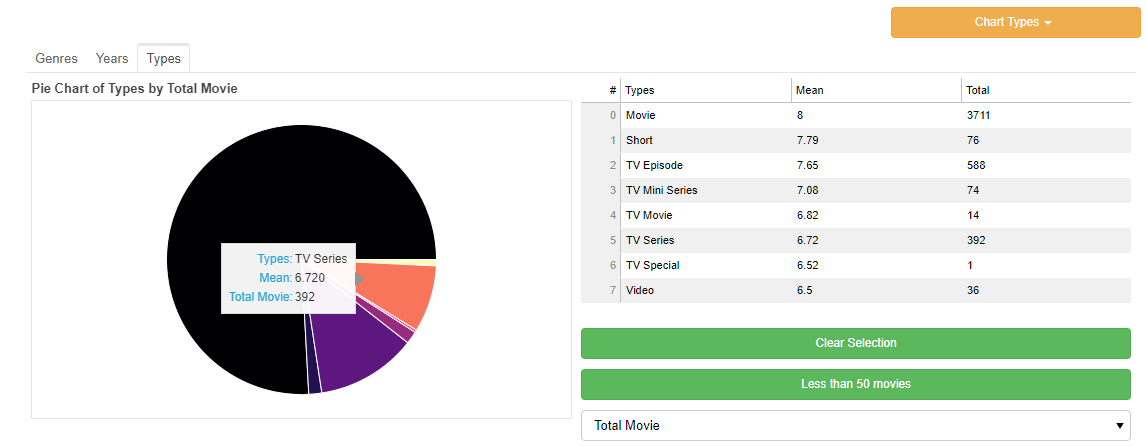 Chart Types
Genres Years Types
Pie Chart of Types by Total Movie
Types: TV Series
Mean: 6.720
Total Movie: 392
# Types Mean Total
0 Movie 8 3711
1 Short 7.79 76
2 TV Episode 7.65 588
3 TV Mini Series 7.08 74
4 TV Movie 6.82 14
5 TV Series 6.72 392
6 TV Special 6.52 1
7 Video 6.5 36
Clear Selection
Less than 50 movies
Total Movie